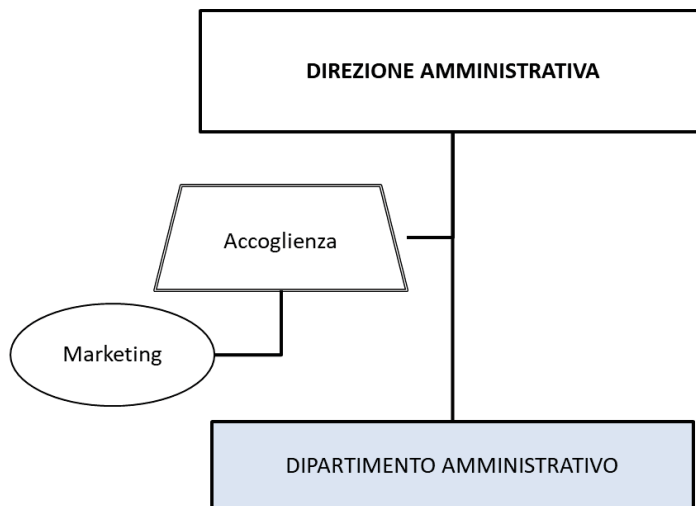 DIREZIONE AMMINISTRATIVA
Accoglienza
Marketing
DIPARTIMENTO AMMINISTRATIVO